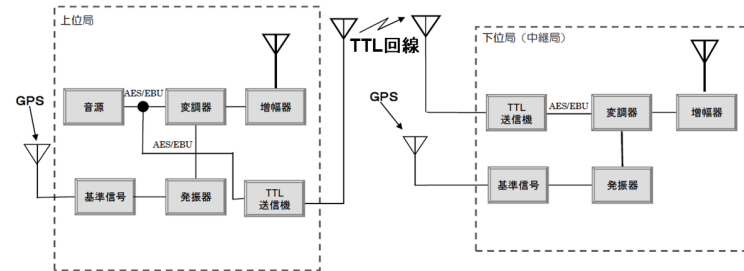 上位局
TTL回線
下位局（中継局）
GPS
音源
AES/EBU
変調器
増幅器
AES/EBU
基準信号
発振器
TTL
送信機
GPS
TTL
送信機
AES/EBU
変調器
増幅器
基準信号
発振器